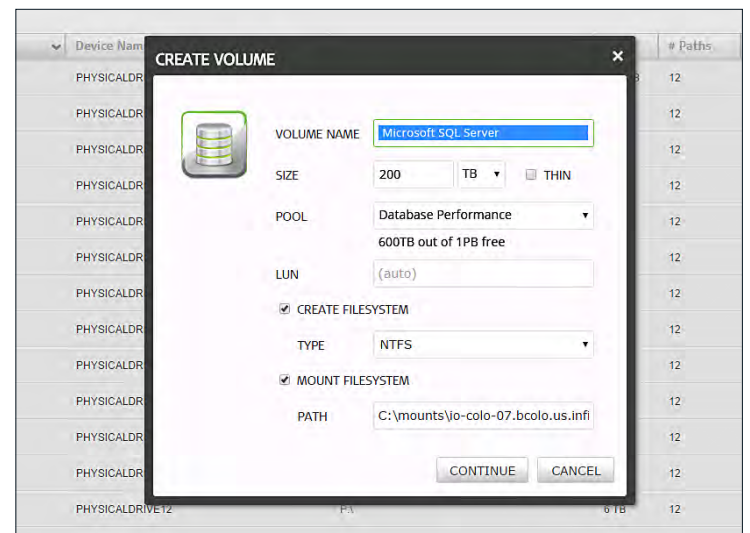 Device Nam
# Paths
CREATE VOLUME
×
PHYSICALDR
12
PHYSICALDR
12
PHYSICALDR
12
PHYSICALDR
12
PHYSICALDR
12
PHYSICALDR
12
PHYSICALDR
12
PHYSICALDR
12
PHYSICALDR
12
PHYSICALDR
12
PHYSICALDR
12
PHYSICALDR
12
PHYSICALDRIVE12
P:\
6 TB
12
VOLUME NAME
Microsoft SQL Server
SIZE
200
TB
THIN
POOL
Database Performance
600TB out of 1PB free
LUN
(auto)
CREATE FILESYSTEM
TYPE
NTFS
MOUNT FILESYSTEM
PATH
C:\mounts\io-colo-07.bcolo.us.infi
CONTINUE
CANCEL